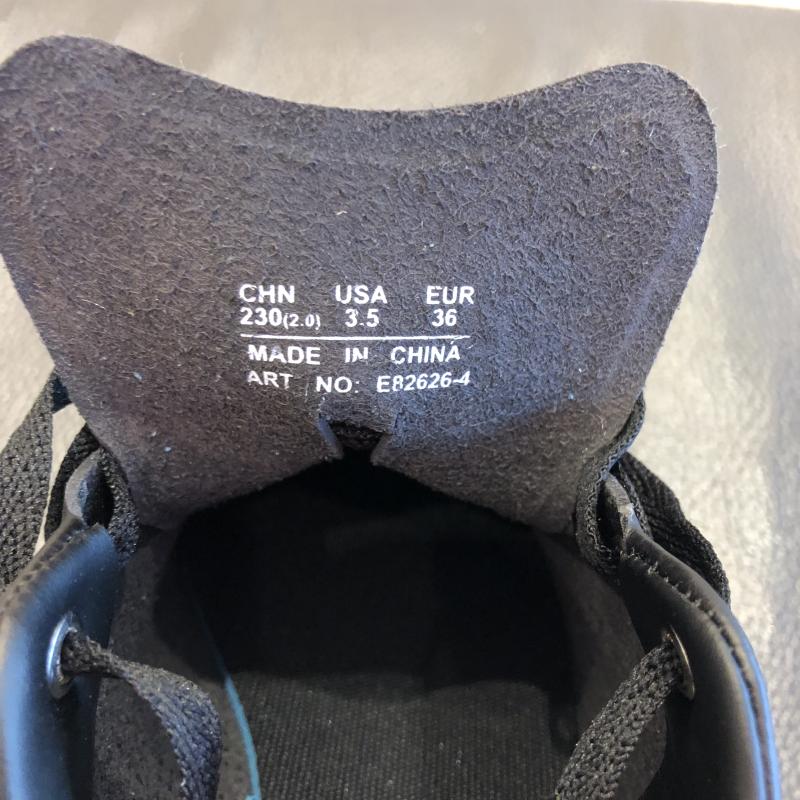 CHN USA EUR
230(2.0) 3.5 36
MADE IN CHINA
ART NO: E82626-4